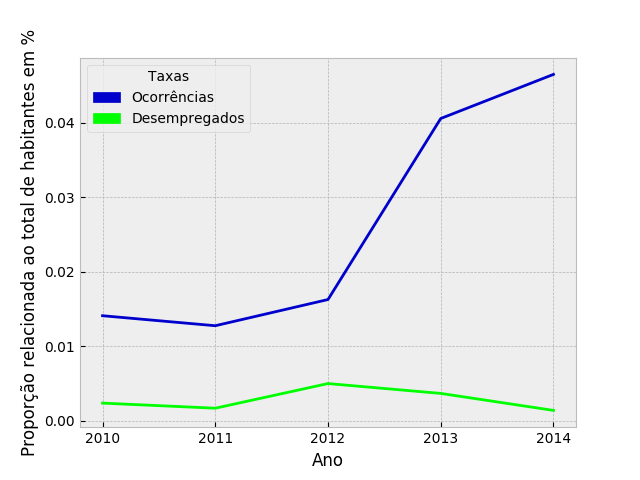 Proporção relacionada ao total de habitantes em %
Taxas
Ocorrências
Desempregados
0.04
0.03
0.02
0.01
0.00
2010 2011 2012 2013 2014
Ano